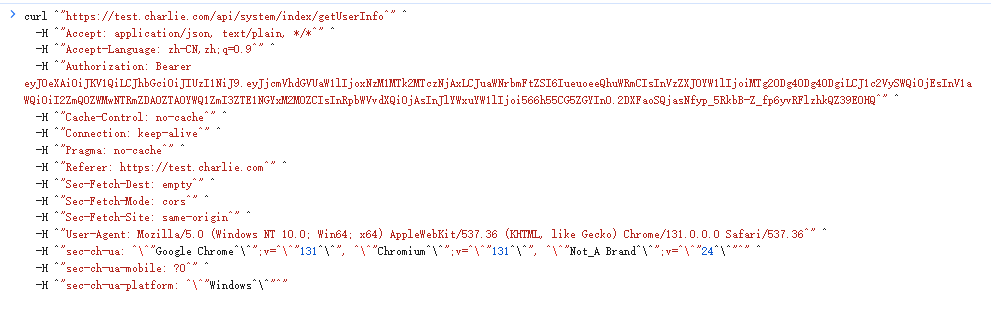 curl ^"https://test.charlie.com/api/system/index/getUserInfo^" ^
-H ^"Accept: application/json, text/plain, */*^" ^
-H ^"Accept-Language: zh-CN,zh;q=0.9^" ^
-H ^"Authorization: Bearer
-H ^"Cache-Control: no-cache^" ^
-H ^"Connection: keep-alive^" ^
-H ^"Pragma: no-cache^" ^
-H ^"Referer: https://test.charlie.com^" ^
-H ^"Sec-Fetch-Dest: empty^" ^
-H ^"Sec-Fetch-Mode: cors^" ^
-H ^"Sec-Fetch-Site: same-origin^" ^
-H ^"User-Agent: Mozilla/5.0 (Windows NT 10.0; Win64; x64) AppleWebKit/537.36 (KHTML, like Gecko) Chrome/131.0.0.0 Safari/537.36^" ^
-H ^"sec-ch-ua: ^\^"Google Chrome^\^";v=^\^"131^\^", ^\^"Chromium^\^";v=^\^"131^\^", ^\^"Not_A Brand^\^";v=^\^"24^\^"^" ^
-H ^"sec-ch-ua-mobile: ?0^" ^
-H ^"sec-ch-ua-platform: ^\^"Windows^\^"^"